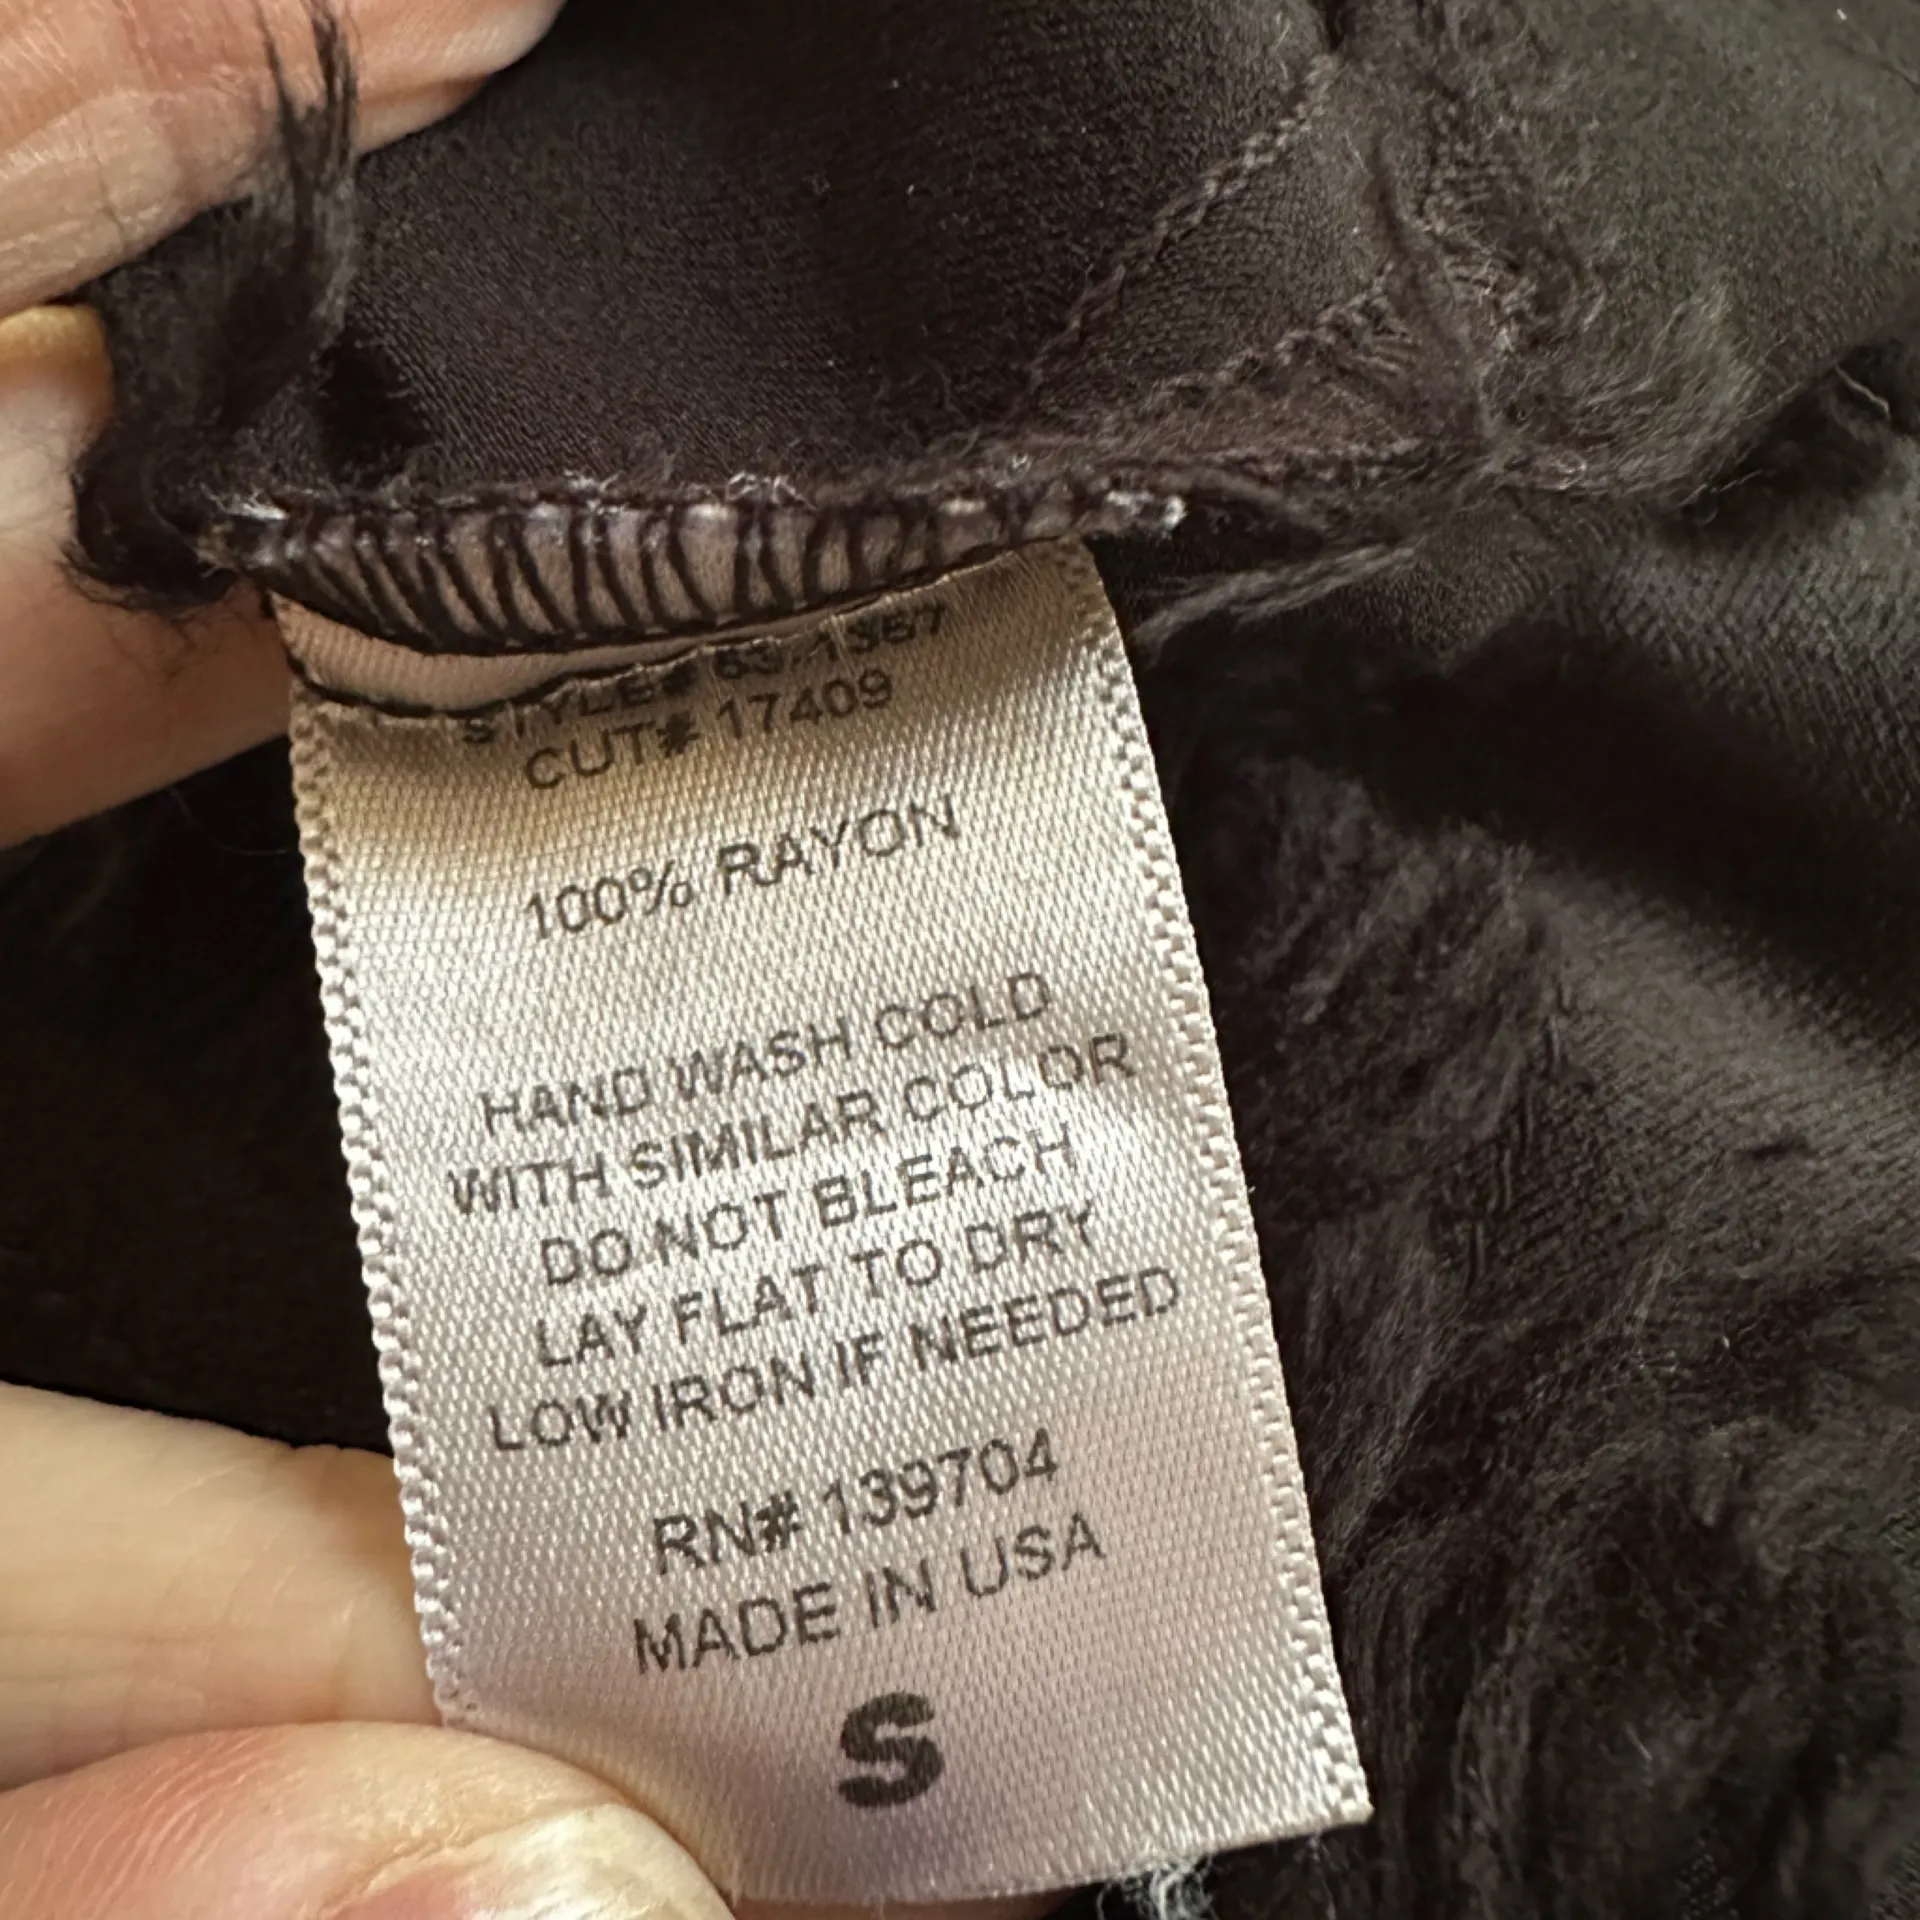 STYLE# 63.1367
CUT# 17409
100% RAYON
HAND WASH COLD
WITH SIMILAR COLOR
DO NOT BLEACH
LAY FLAT TO DRY
LOW IRON IF NEEDED
RN# 139704
MADE IN USA
S